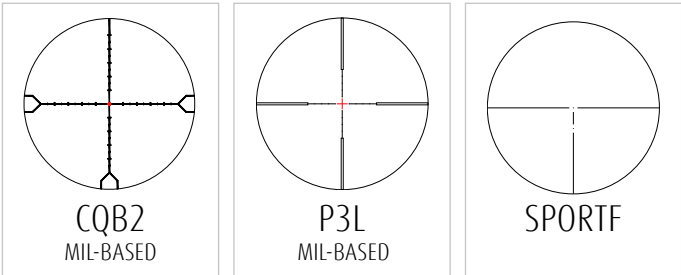 CQB2
MIL-BASED
P3L
MIL-BASED
SPORTF